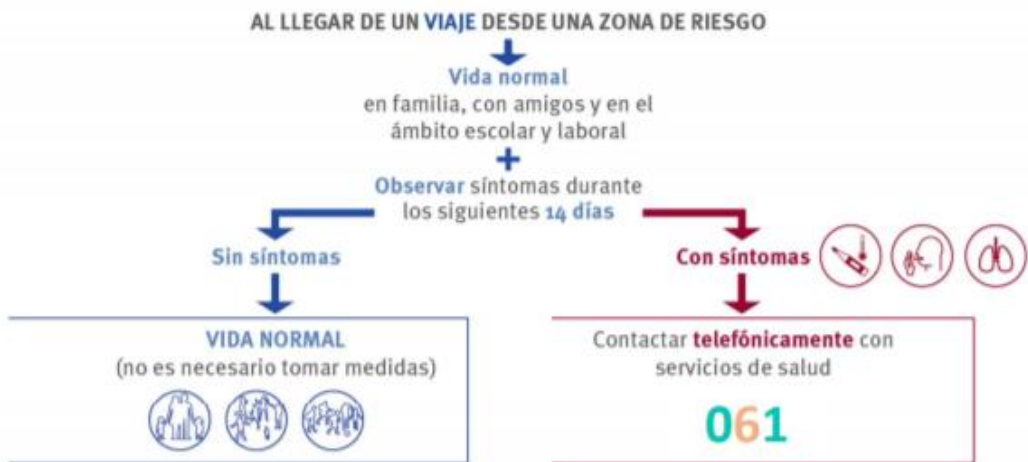 AL LLEGAR DE UN VIAJE DESDE UNA ZONA DE RIESGO
Vida normal
en familia, con amigos y en el
ámbito escolar y laboral
Observar síntomas durante
los siguientes 14 días
Sin síntomas
Con síntomas
VIDA NORMAL
(no es necesario tomar medidas)
Contactar telefónicamente con
servicios de salud
061